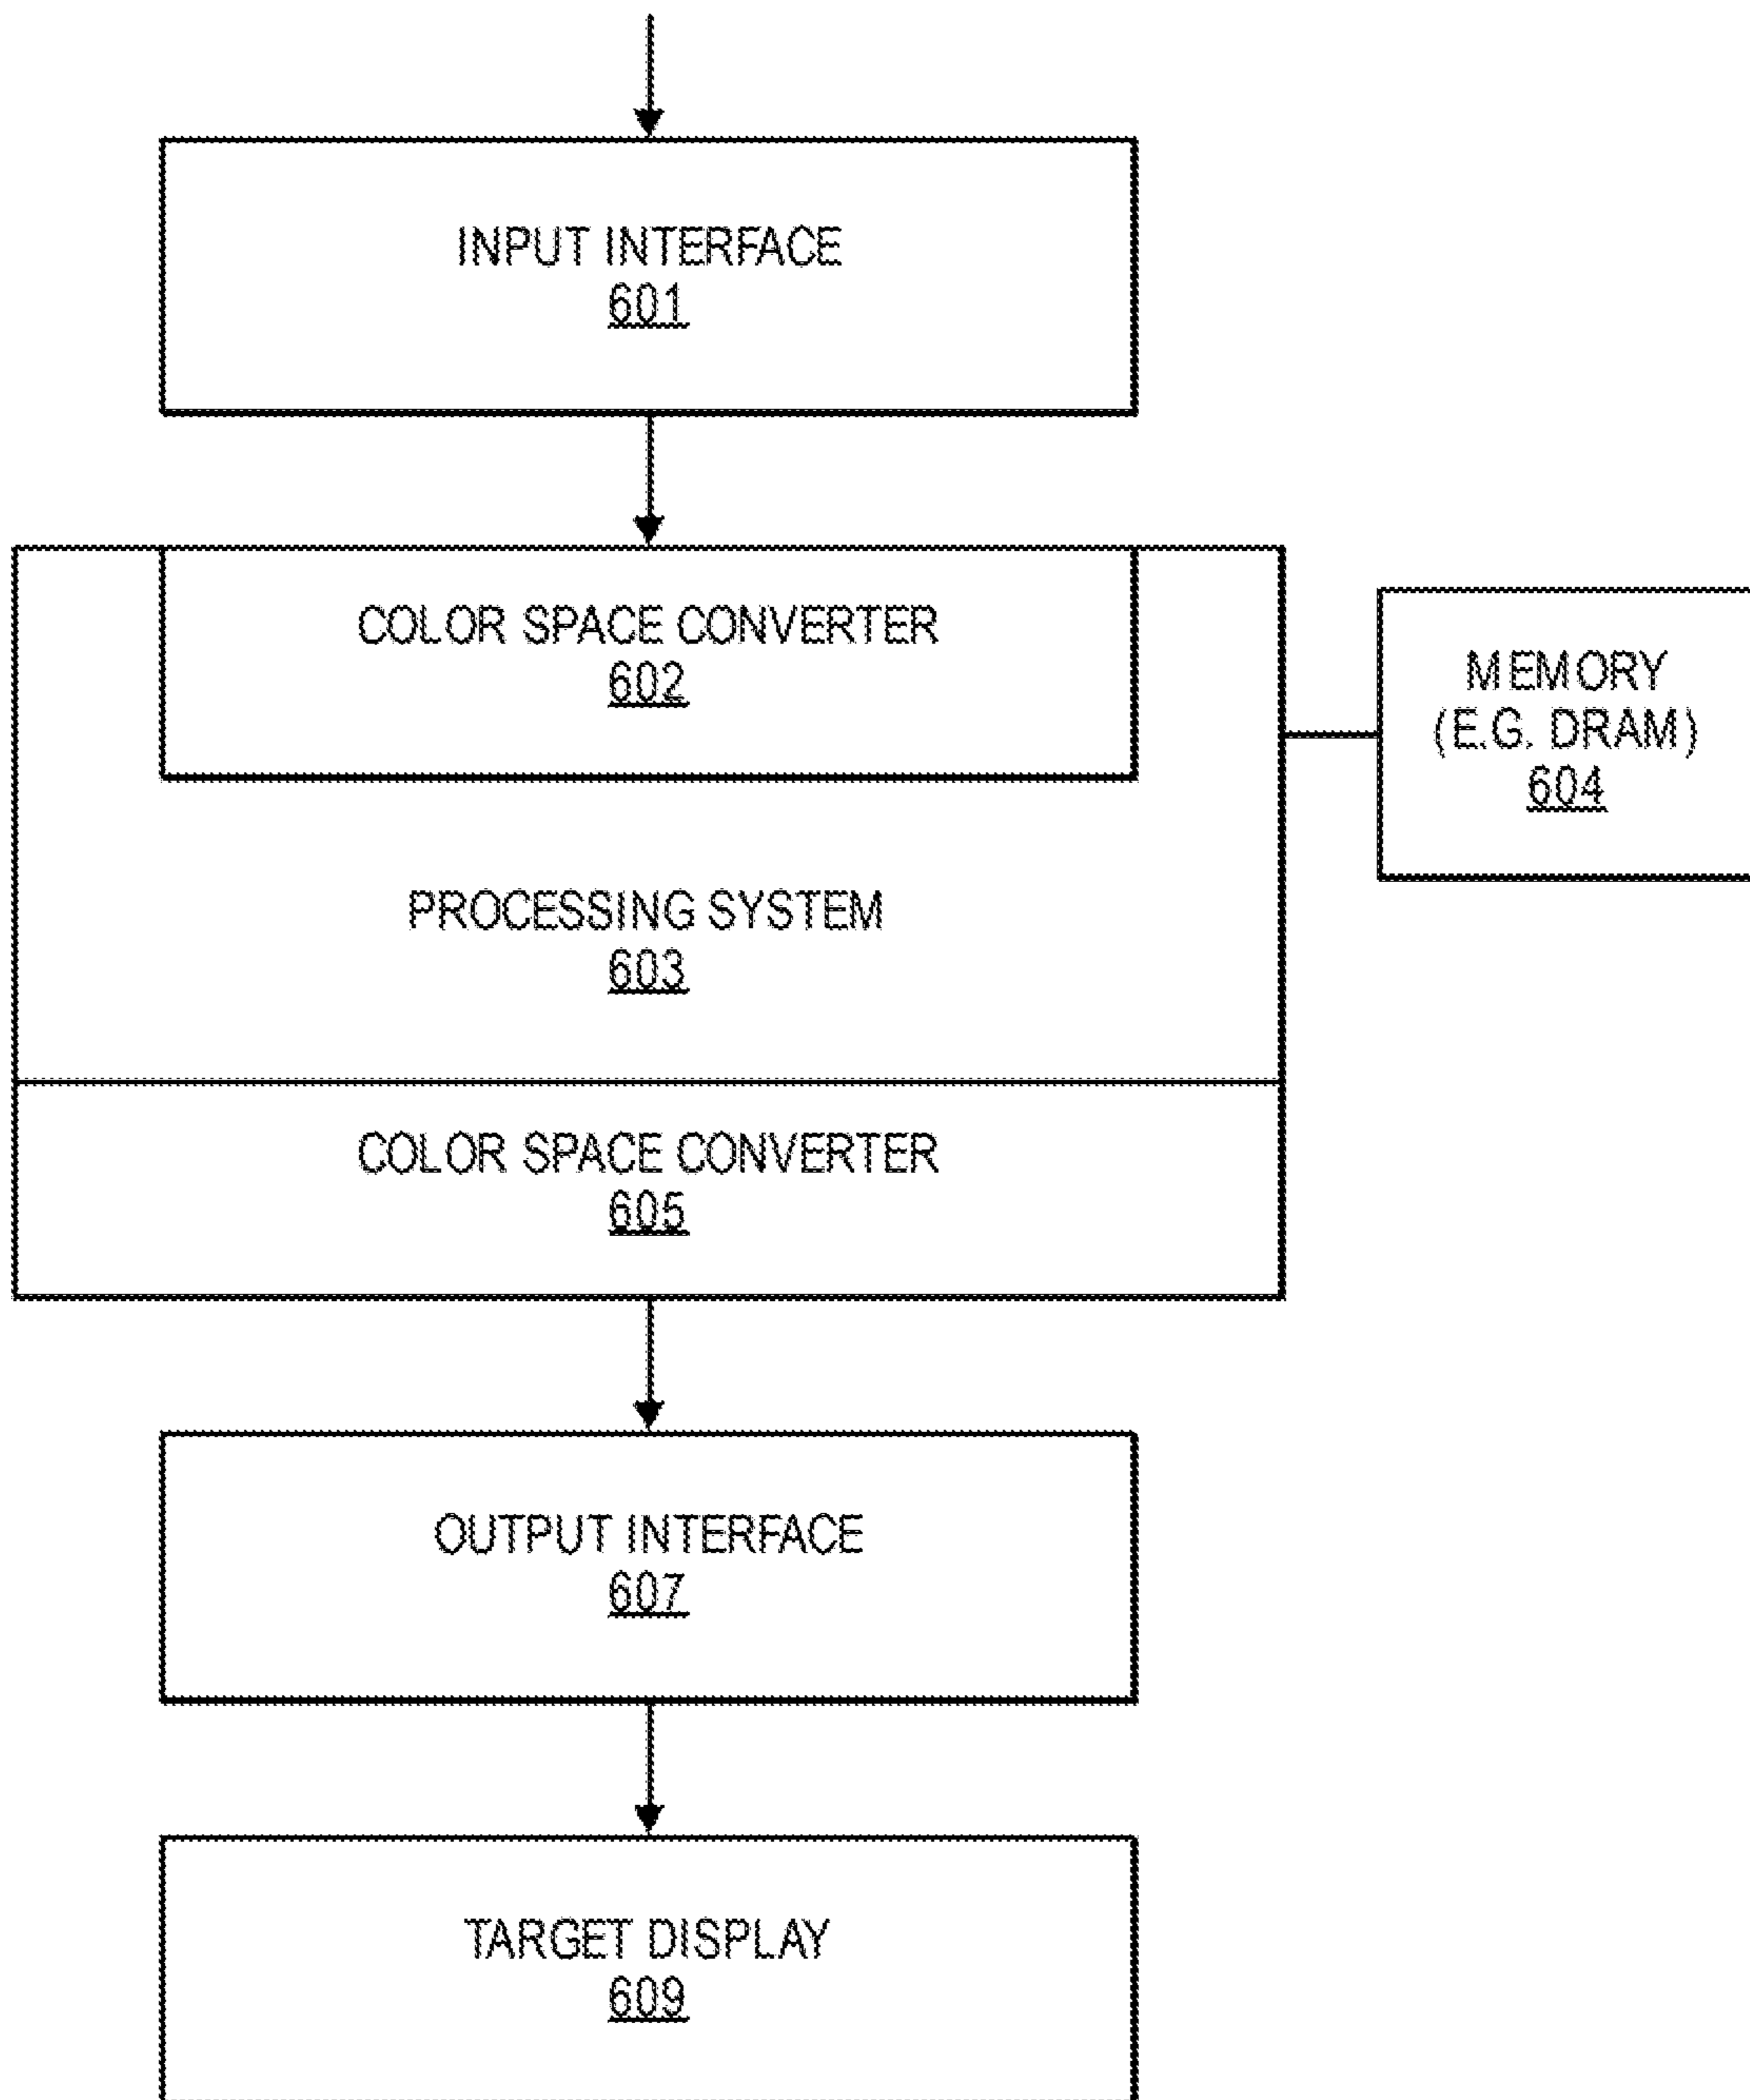 INPUT INTERFACE
601
COLOR SPACE CONVERTER
602
MEMORY
(E.G. DRAM)
604
PROCESSING SYSTEM
603
COLOR SPACE CONVERTER
605
OUTPUT INTERFACE
607
TARGET DISPLAY
609